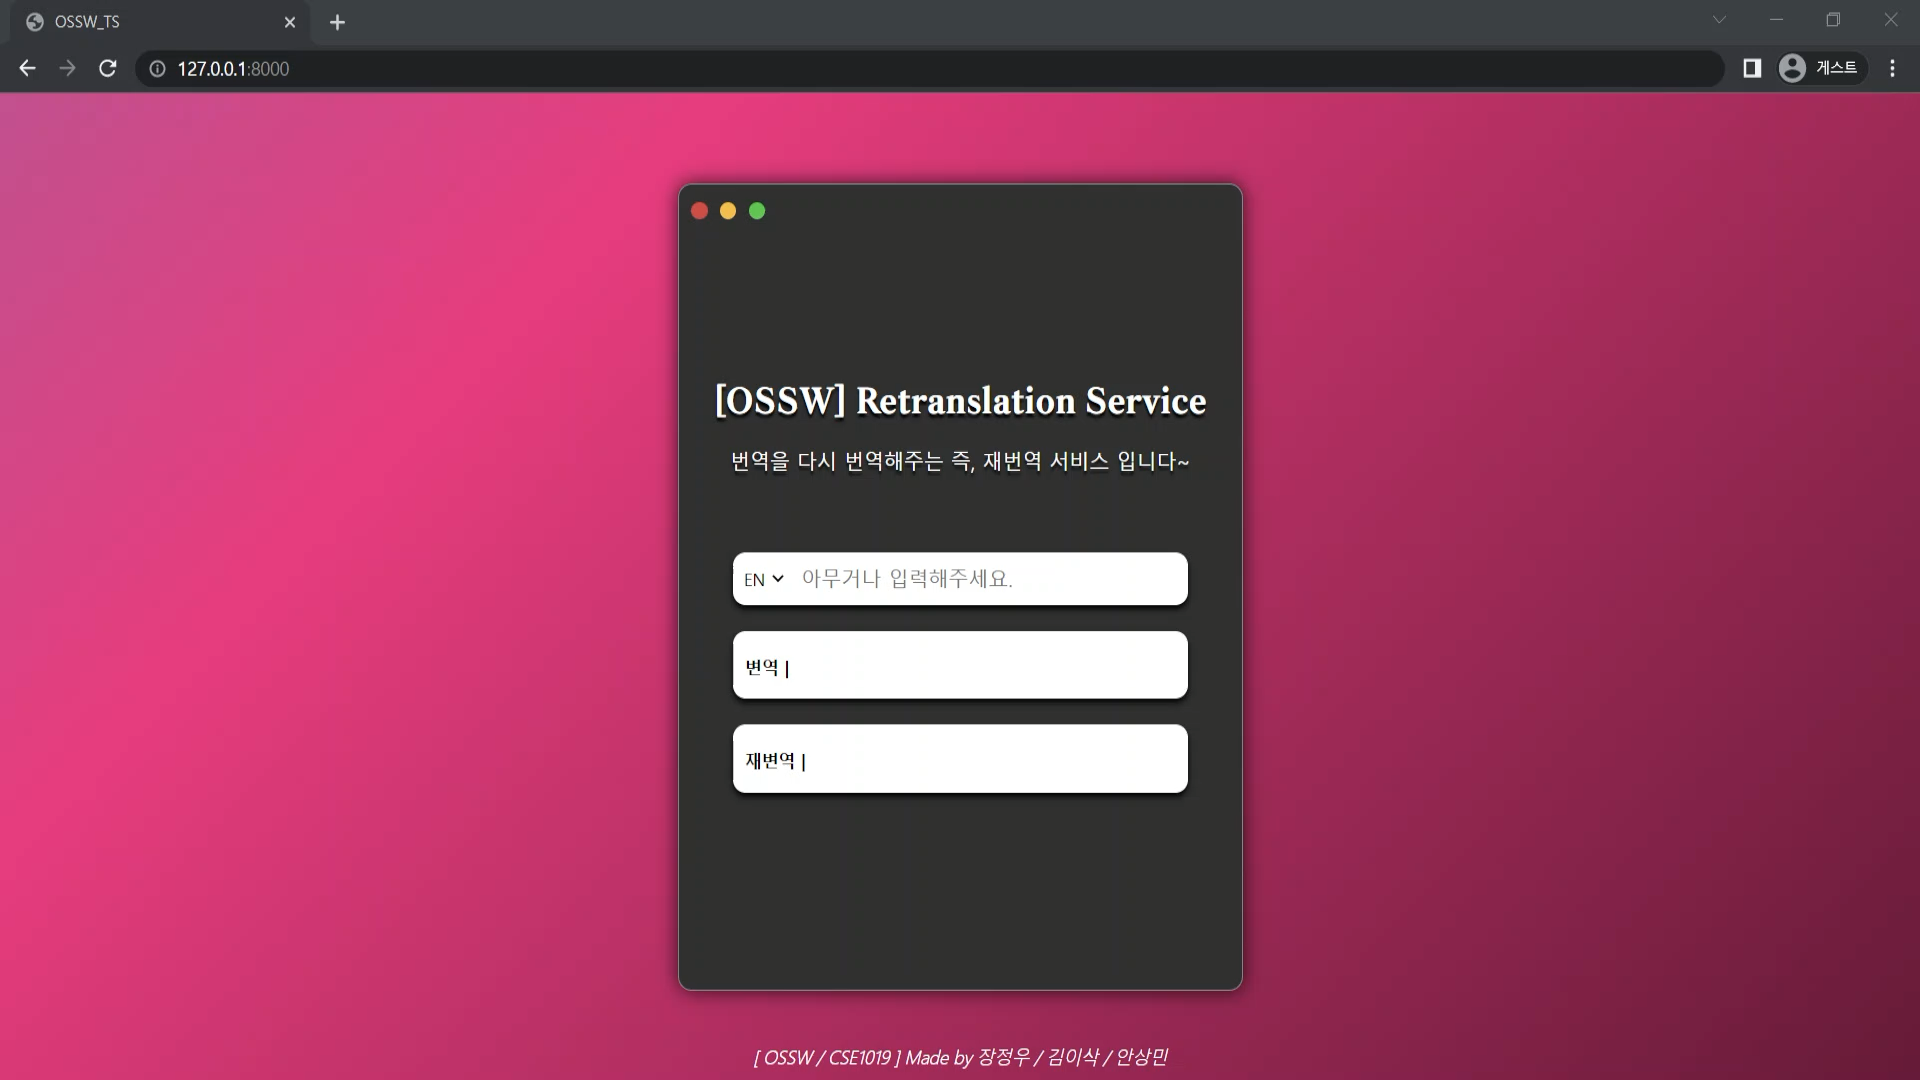 OSSW_TS
127.0.0.1:8000
게스트
[OSSW] Retranslation Service
번역을 다시 번역해주는 즉, 재번역 서비스 입니다~
EN 아무거나 입력해주세요.
변역 |
재변역 |
[ OSSW / CSE1019 ] Made by 장정우 / 김이삭 / 안상민